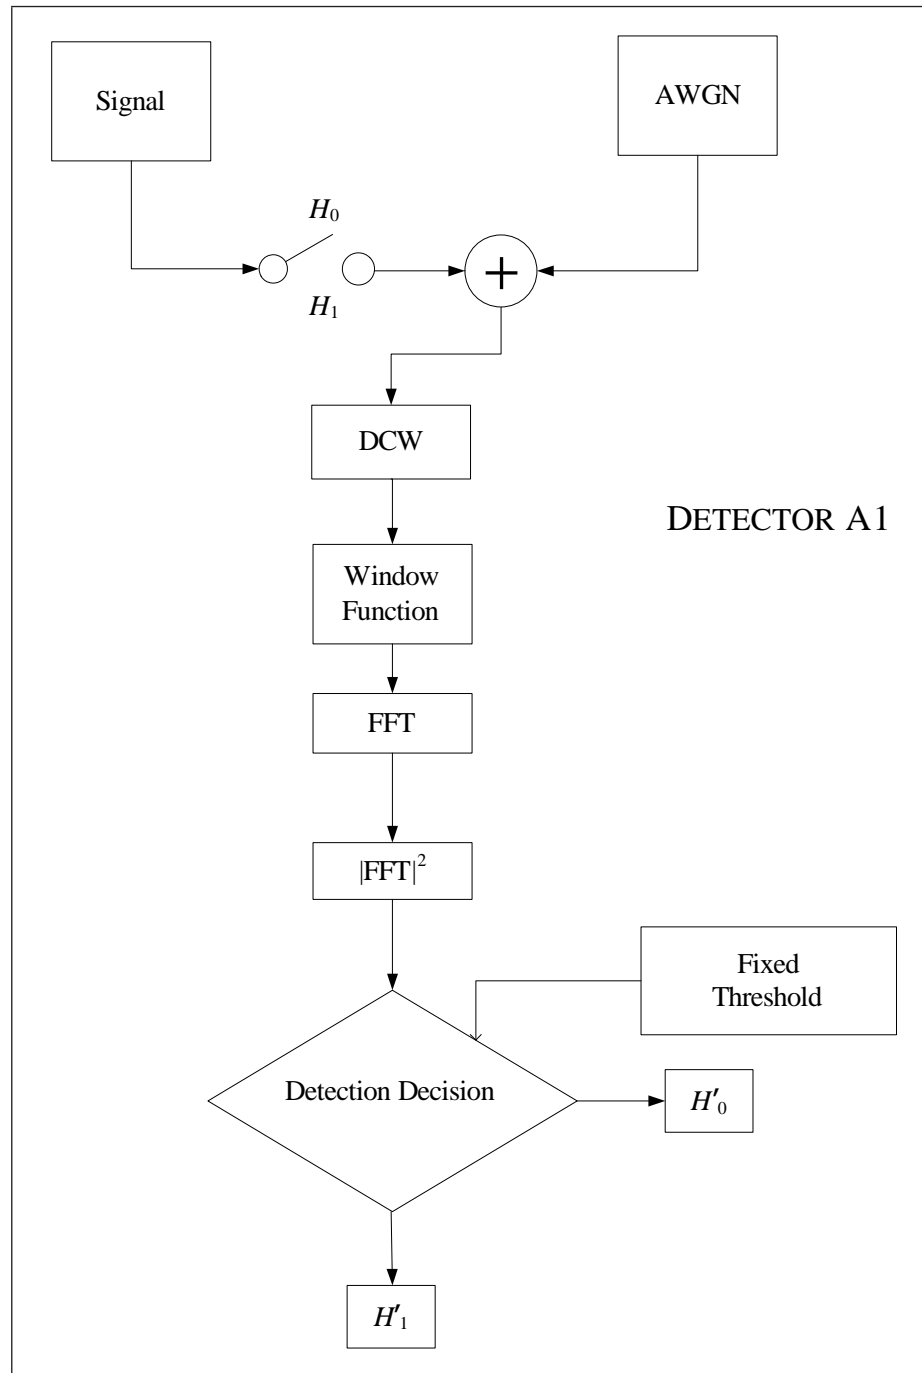 Signal
AWGN
H₀
H₁
+
DCW
DETECTOR A1
Window
Function
FFT
|FFT|²
Fixed
Threshold
Detection Decision
H′₀
H′₁